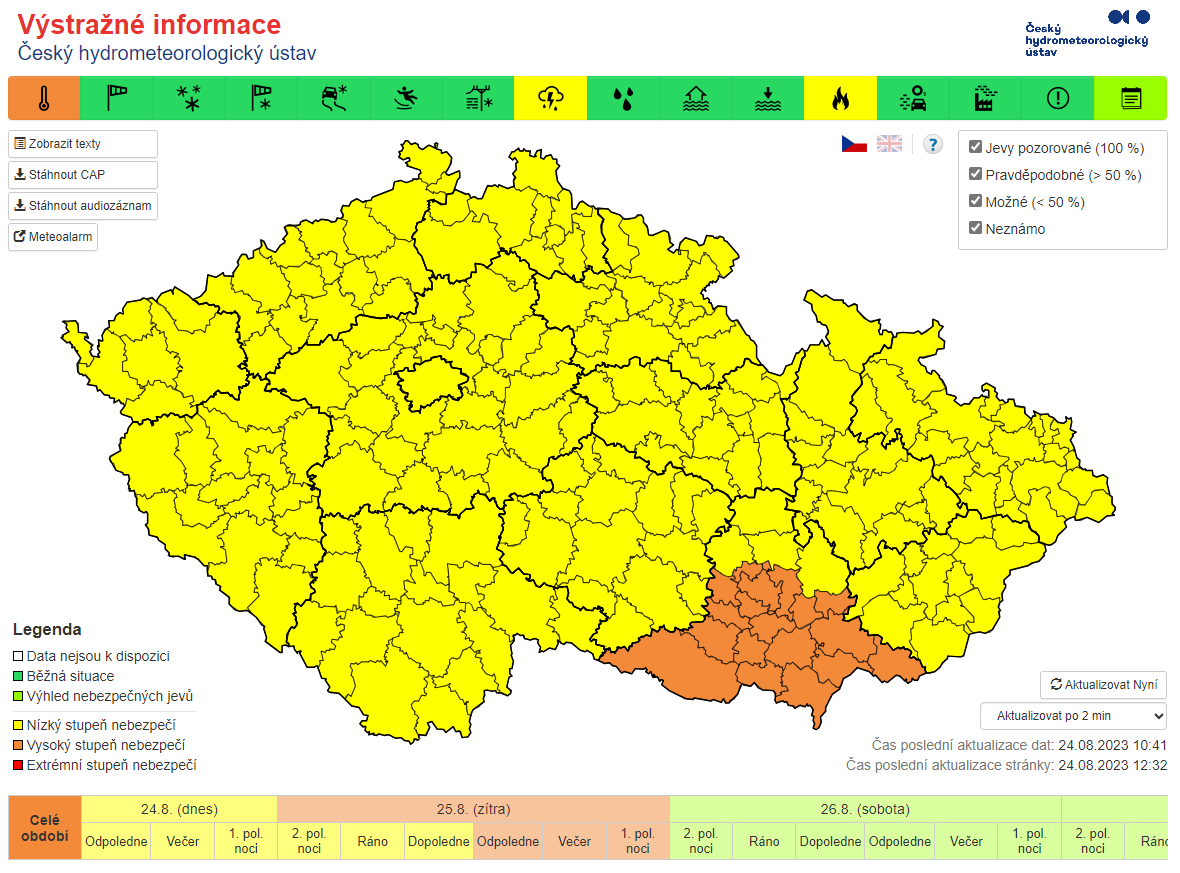 Výstražné informace
Český hydrometeorologický ústav
Český
hydrometeorologický
ústav
Zobrazit texty
Stáhnout CAP
Stáhnout audiozáznam
Meteoalarm
?
Jevy pozorované (100 %)
Pravděpodobné (> 50 %)
Možné (< 50 %)
Neznámo
Legenda
Data nejsou k dispozici
Běžná situace
Výhled nebezpečných jevů
Nízký stupeň nebezpečí
Vysoký stupeň nebezpečí
Extrémní stupeň nebezpečí
Aktualizovat Nyní
Aktualizovat po 2 min
Čas poslední aktualizace dat: 24.08.2023 10:41
Čas poslední aktualizace stránky: 24.08.2023 12:32
Celé
období
24.8. (dnes) 25.8. (zítra) 26.8. (sobota)
Odpoledne Večer 1. pol.
noci 2. pol.
noci Ráno Dopoledne Odpoledne Večer 1. pol.
noci 2. pol.
noci Ráno Dopoledne Odpoledne Večer 1. pol.
noci 2. pol.
noci Ráno